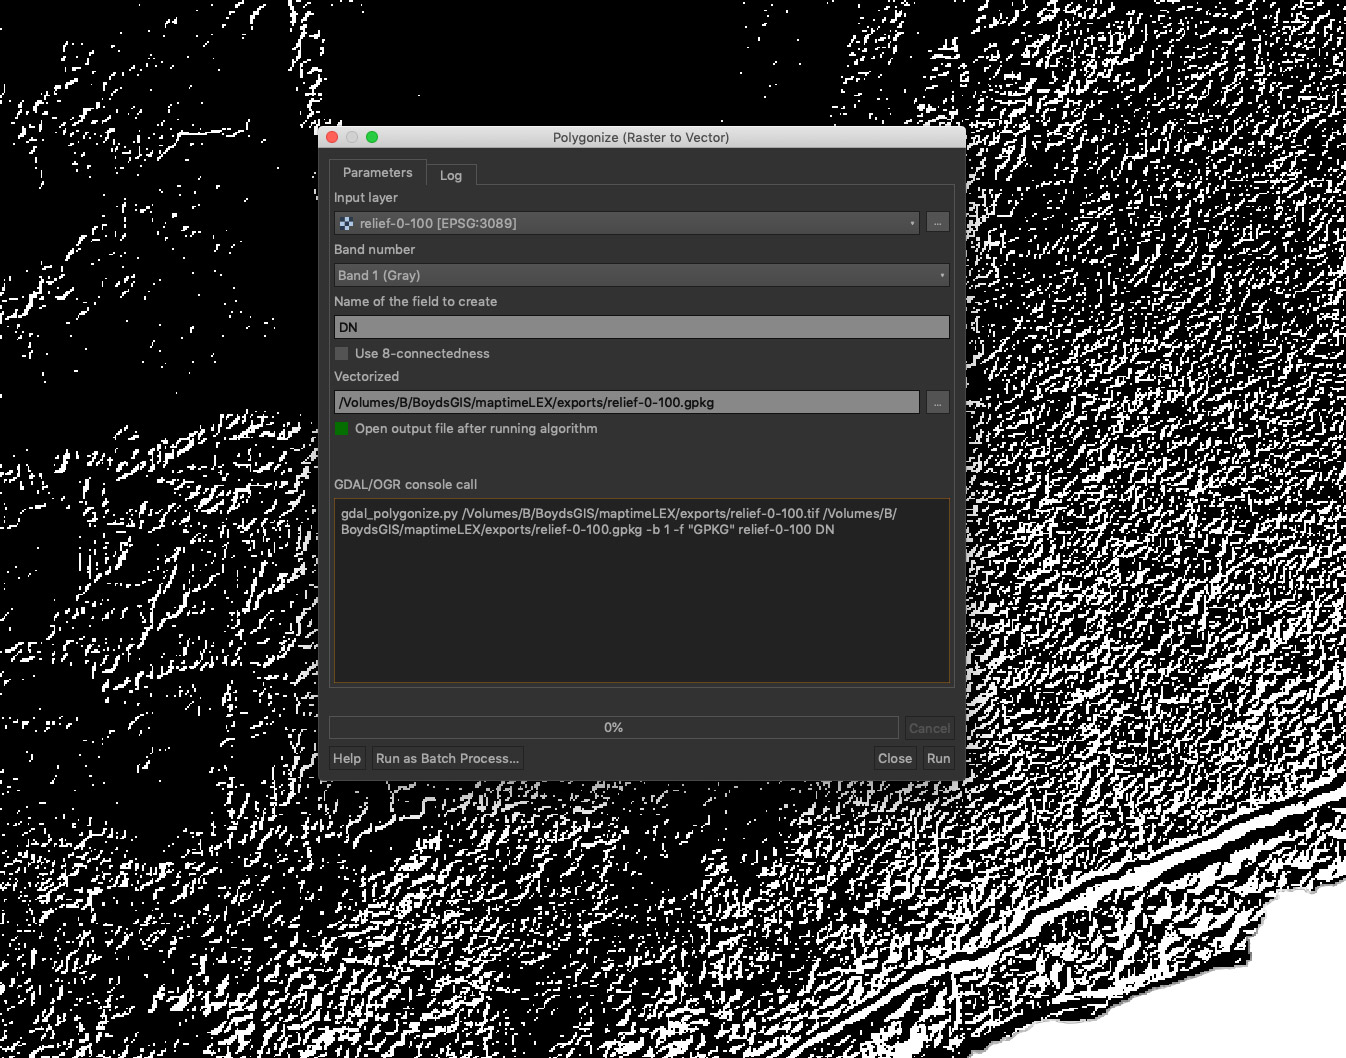 Polygonize (Raster to Vector)
Parameters
Log
Input layer
relief-0-100 [EPSG:3089]
...
Band number
Band 1 (Gray)
Name of the field to create
DN
Use 8-connectedness
Vectorized
/Volumes/B/BoydsGIS/maptimeLEX/exports/relief-0-100.gpkg
...
Open output file after running algorithm
GDAL/OGR console call
gdal_polygonize.py /Volumes/B/BoydsGIS/maptimeLEX/exports/relief-0-100.tif /Volumes/B/
BoydsGIS/maptimeLEX/exports/relief-0-100.gpkg -b 1 -f "GPKG" relief-0-100 DN
0%
Cancel
Help
Run as Batch Process...
Close
Run